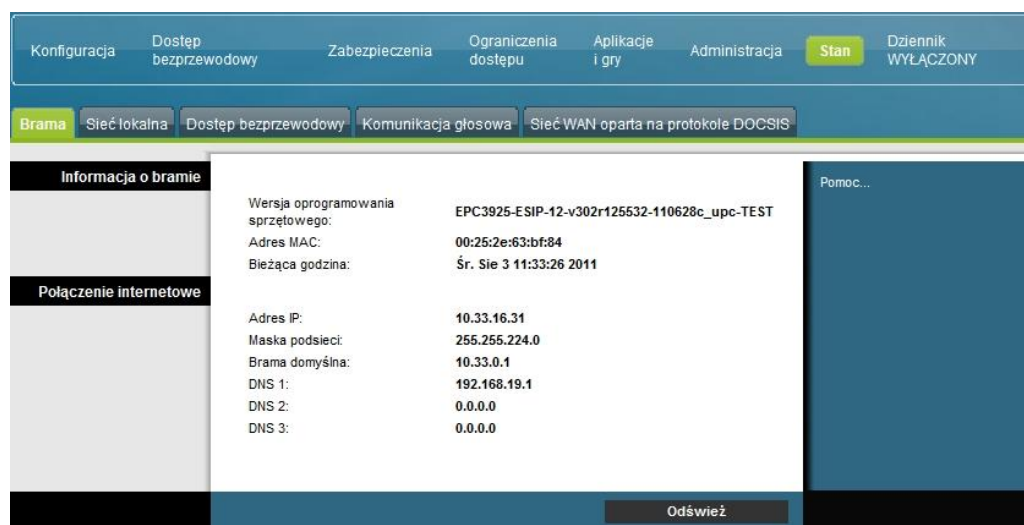 Konfiguracja
Dostęp
bezprzewodowy
Zabezpieczenia
Ograniczenia
dostępu
Aplikacje
i gry
Administracja
Stan
Dziennik
WYŁĄCZONY
Brama
Sieć lokalna
Dostęp bezprzewodowy
Komunikacja głosowa
Sieć WAN oparta na protokole DOCSIS
Informacja o bramie
Wersja oprogramowania
sprzętowego:
EPC3925-ESIP-12-v302r125532-110628c_upc-TEST
Adres MAC: 00:25:2e:63:bf:84
Bieżąca godzina: Śr. Sie 3 11:33:26 2011
Połączenie internetowe
Adres IP: 10.33.16.31
Maska podsieci: 255.255.224.0
Brama domyślna: 10.33.0.1
DNS 1: 192.168.19.1
DNS 2: 0.0.0.0
DNS 3: 0.0.0.0
Pomoc...
Odśwież